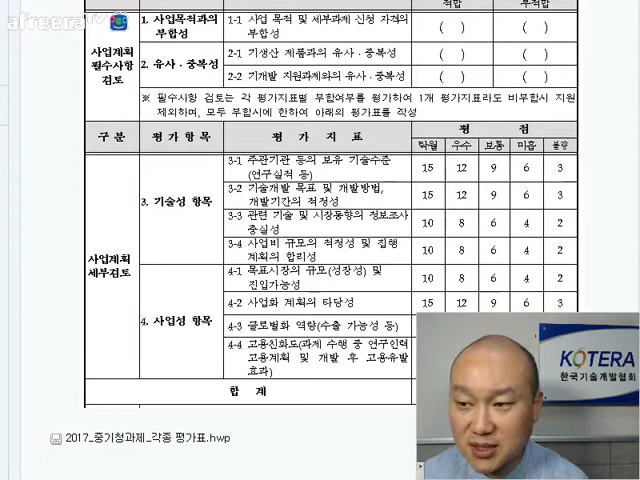 afreecaTV
적합 부적합
사업계획
필수사항
검토
1. 사업목적과의
부합성
1-1 사업 목적 및 세부과제 신청 자격의
부합성
( ) ( )
2. 유사·중복성
2-1 기생산 제품과의 유사·중복성
( ) ( )
2-2 기개발 지원과제와의 유사·중복성
( ) ( )
※ 필수사항 검토는 각 평가지표별 부합여부를 평가하여 1개 평가지표라도 비부합시 지원
제외하며, 모두 부합시에 한하여 아래의 평가표를 작성
구 분 평 가 항 목 평 가 지 표 평 점
탁월 우수 보통 미흡 불량
사업계획
세부검토
3. 기술성 항목
3-1 주관기관 등의 보유 기술수준
(연구실적 등)
15 12 9 6 3
3-2 기술개발 목표 및 개발방법,
개발기간의 적정성
15 12 9 6 3
3-3 관련 기술 및 시장동향의 정보조사
충실성
10 8 6 4 2
3-4 사업비 규모의 적정성 및 집행
계획의 합리성
10 8 6 4 2
4. 사업성 항목
4-1 목표시장의 규모(성장성) 및
진입가능성
10 8 6 4 2
4-2 사업화 계획의 타당성
15 12 9 6 3
4-3 글로벌화 역량(수출 가능성 등)
4-4 고용친화도(과제 수행 중 연구인력
고용계획 및 개발 후 고용유발
효과)
합 계
2017_중기청과제_각종 평가표.hwp
KOTERA
한국기술개발협회